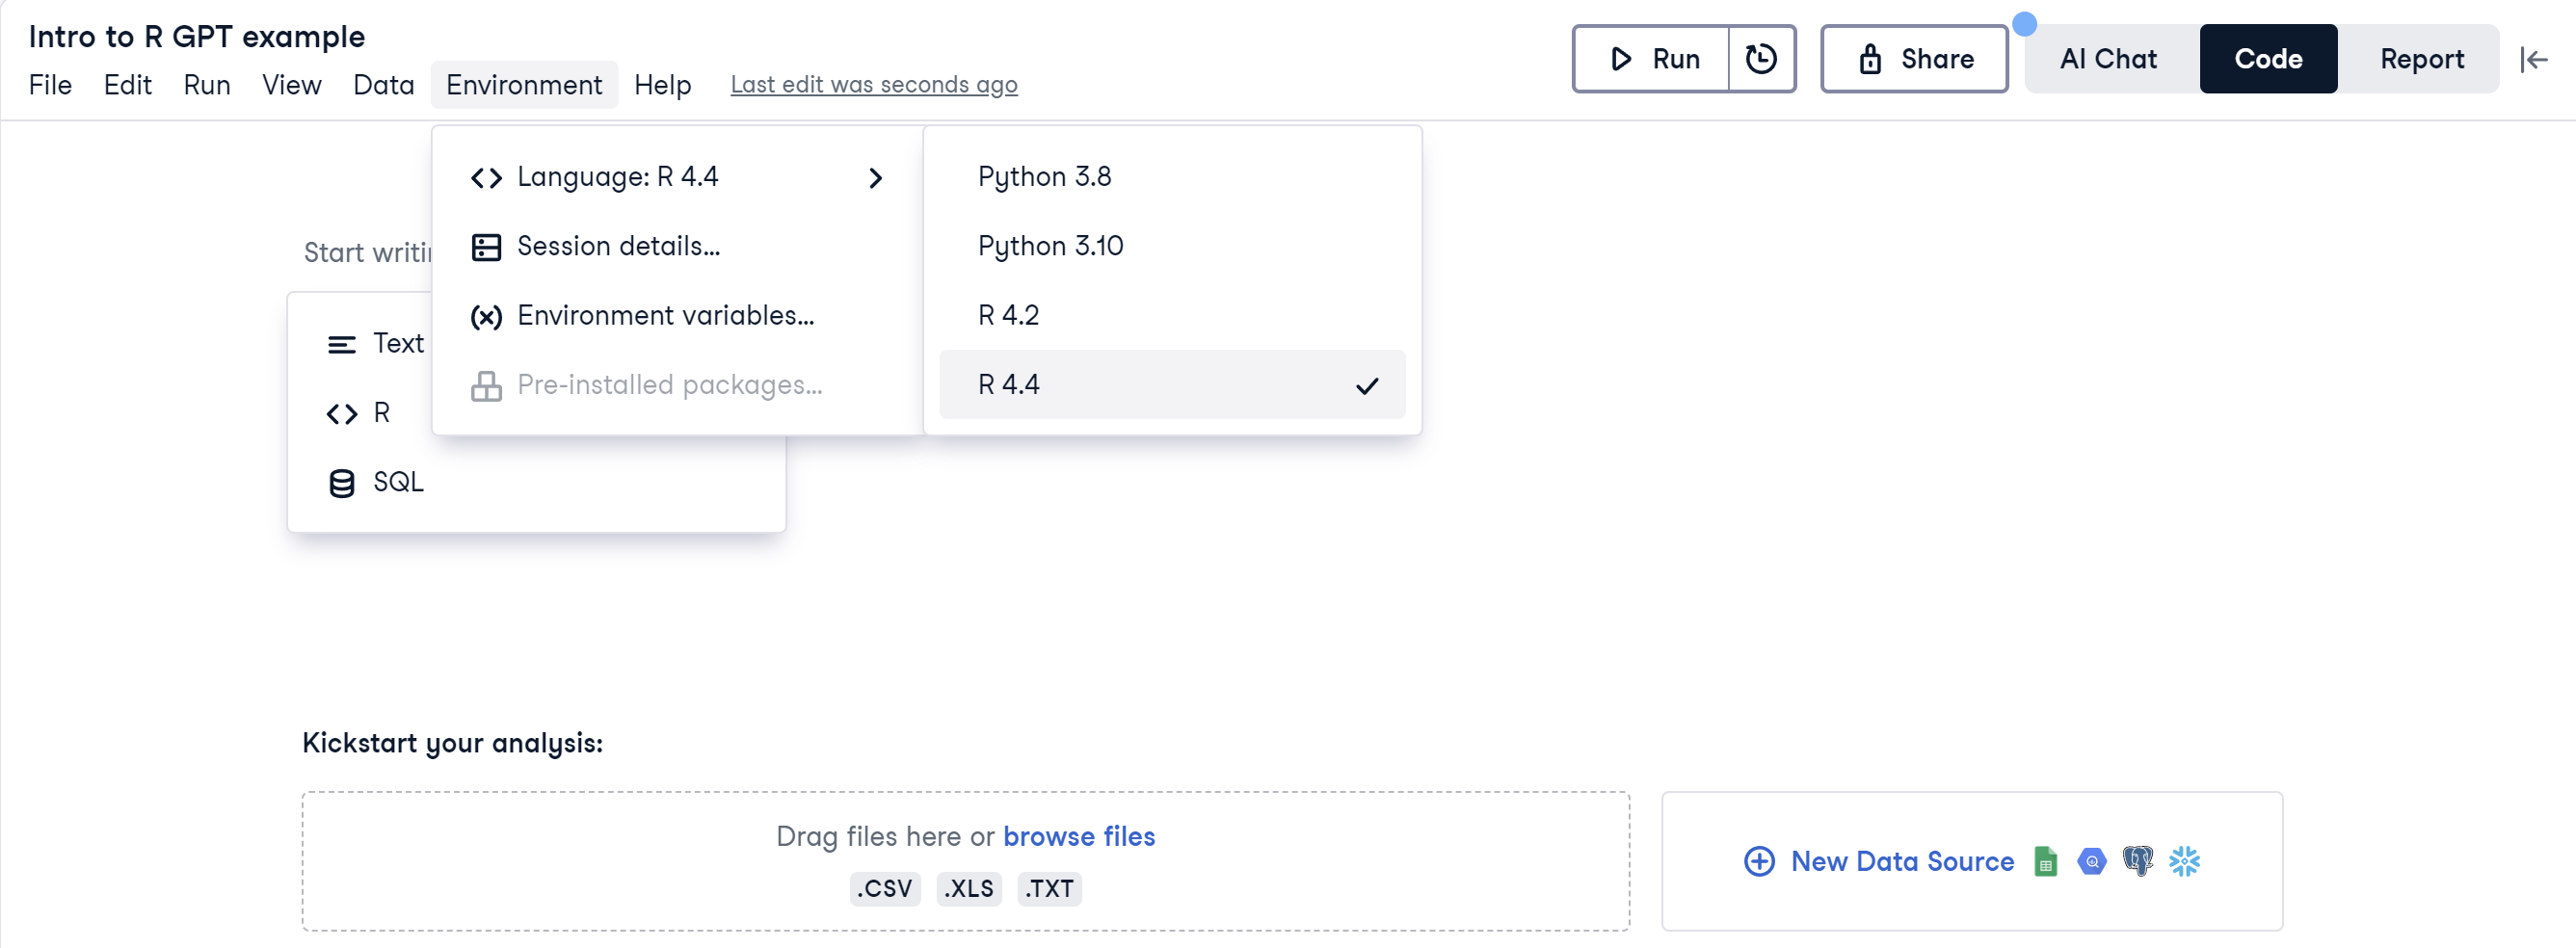 Intro to R GPT example
File Edit Run View Data Environment Help Last edit was seconds ago
Run
Share
AI Chat
Code
Report
Language: R 4.4
Session details...
Environment variables...
Pre-installed packages...
Python 3.8
Python 3.10
R 4.2
R 4.4
Start
Text
R
SQL
Kickstart your analysis:
Drag files here or browse files
.CSV .XLS .TXT
New Data Source